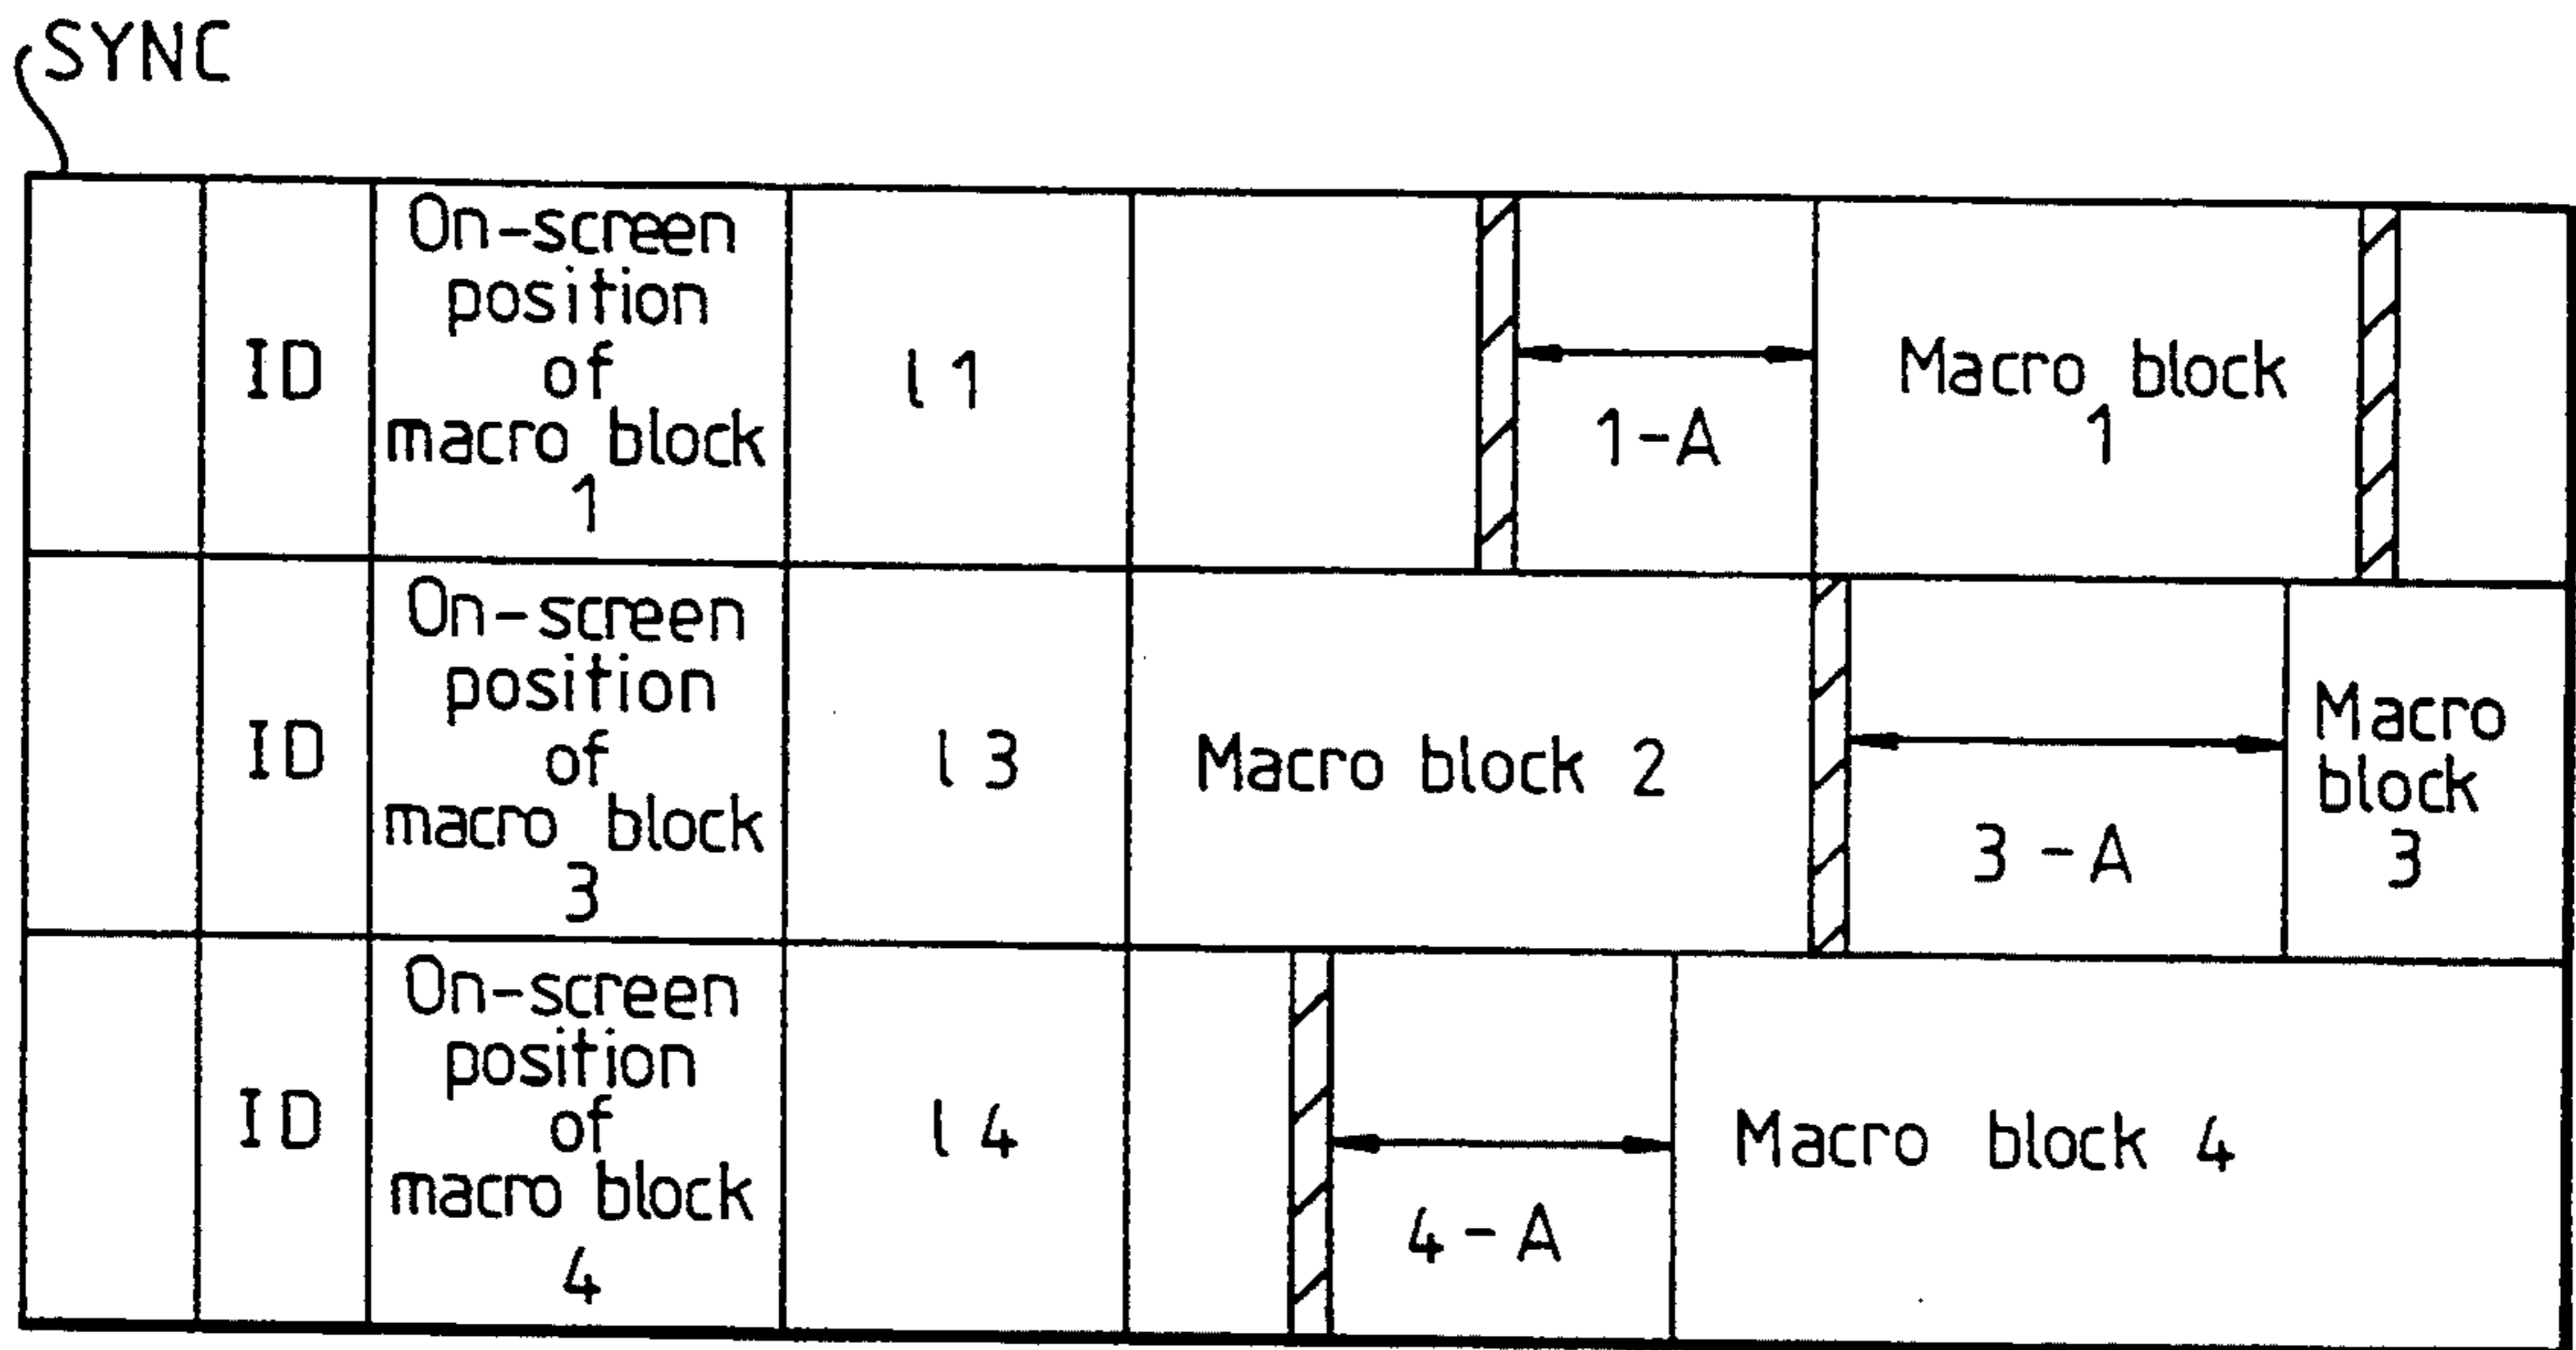 SYNC
ID
On-screen
position
of
macro block
1
l 1
1-A
Macro block
1
ID
On-screen
position
of
macro block
3
l 3
Macro block 2
3-A
Macro
block
3
ID
On-screen
position
of
macro block
4
l 4
4-A
Macro block 4